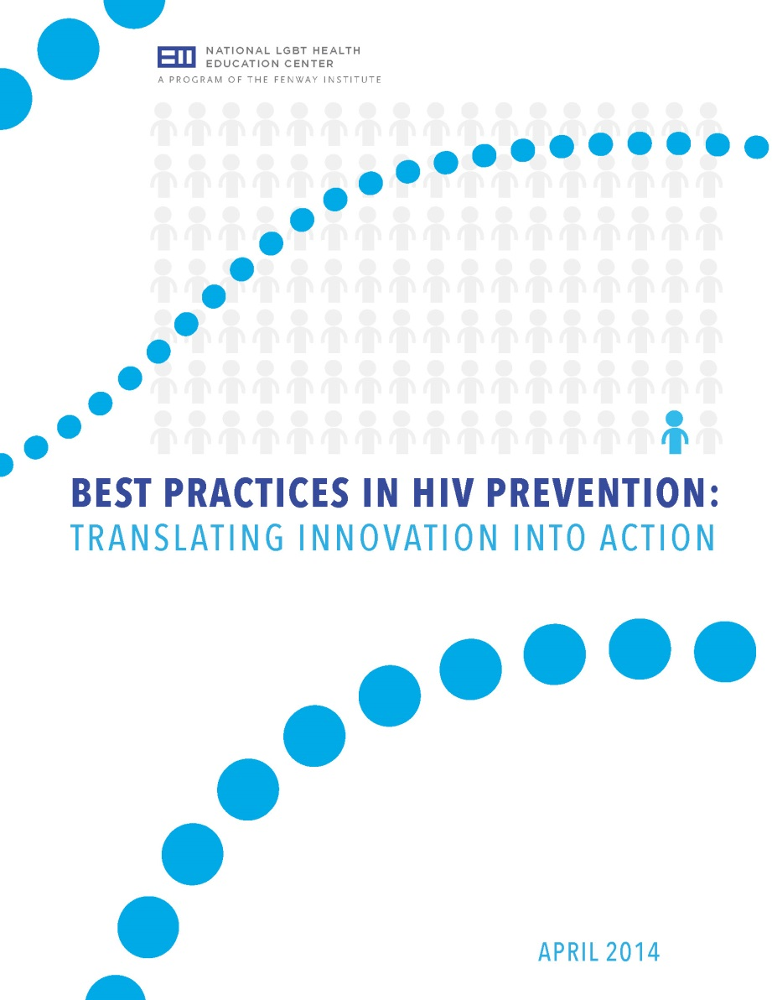 NATIONAL LGBT HEALTH
EDUCATION CENTER
A PROGRAM OF THE FENWAY INSTITUTE
BEST PRACTICES IN HIV PREVENTION:
TRANSLATING INNOVATION INTO ACTION
APRIL 2014